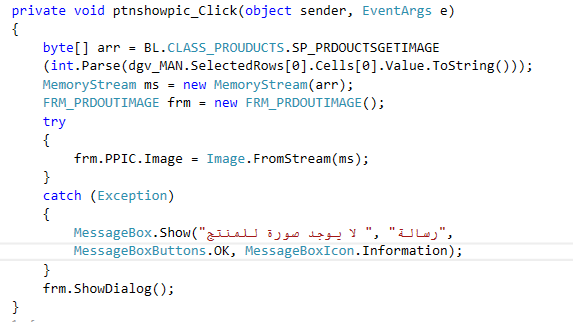 private void ptnshowpic_Click(object sender, EventArgs e)
{
byte[] arr = BL.CLASS_PROUDUCTS.SP_PRDOUCTSGETIMAGE
(int.Parse(dgv_MAN.SelectedRows[0].Cells[0].Value.ToString()));
MemoryStream ms = new MemoryStream(arr);
FRM_PRDOUTIMAGE frm = new FRM_PRDOUTIMAGE();
try
{
frm.PPIC.Image = Image.FromStream(ms);
}
catch (Exception)
{
MessageBox.Show("لا يوجد صورة للمنتج ", "رسالة",
MessageBoxButtons.OK, MessageBoxIcon.Information);
}
frm.ShowDialog();
}